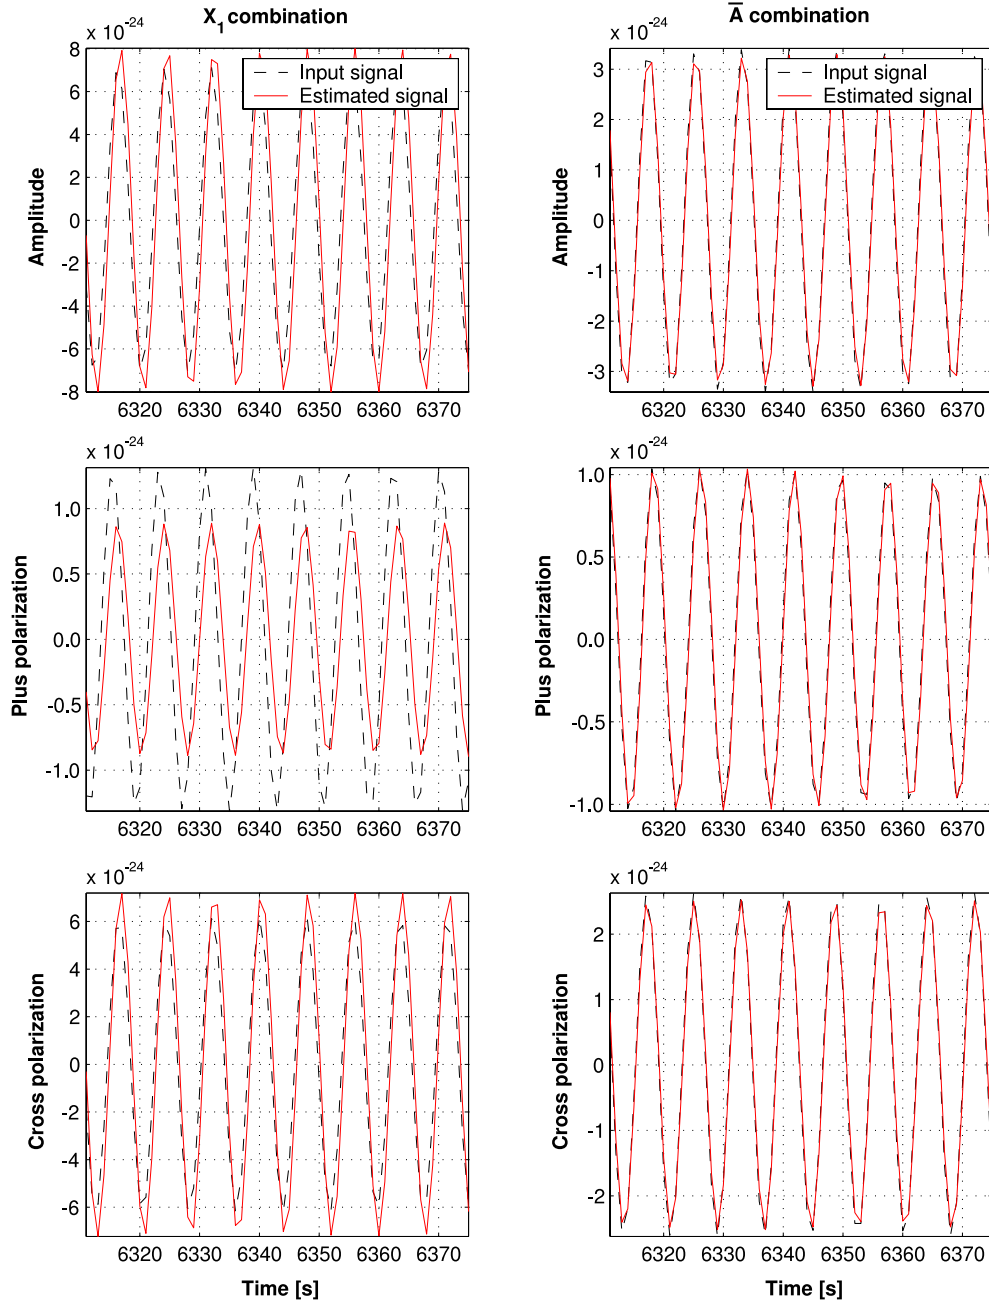 X1 combination
x 10-24
Input signal
Estimated signal
Amplitude
8
6
4
2
0
-2
-4
-6
-8
6320 6330 6340 6350 6360 6370
A combination
x 10-24
Input signal
Estimated signal
Amplitude
3
2
1
0
-1
-2
-3
6320 6330 6340 6350 6360 6370
x 10-24
Plus polarization
1.0
0.5
0.0
-0.5
-1.0
6320 6330 6340 6350 6360 6370
x 10-24
Plus polarization
1.0
0.5
0.0
-0.5
-1.0
6320 6330 6340 6350 6360 6370
x 10-24
Cross polarization
6
4
2
0
-2
-4
-6
6320 6330 6340 6350 6360 6370
Time [s]
x 10-24
Cross polarization
2
1
0
-1
-2
6320 6330 6340 6350 6360 6370
Time [s]